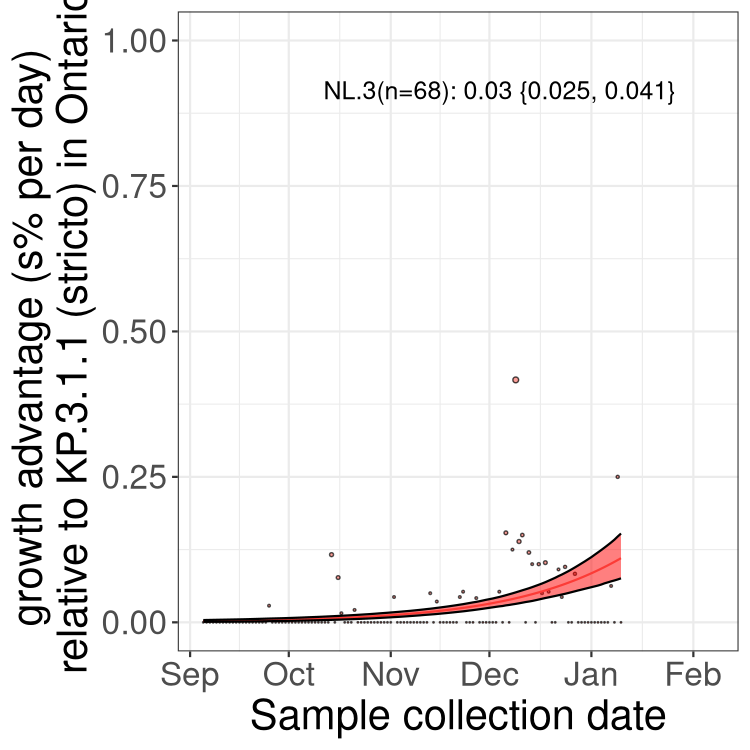 growth advantage (s% per day)
relative to KP.3.1.1 (stricto) in Ontario
1.00
0.75
0.50
0.25
0.00
NL.3(n=68): 0.03 {0.025, 0.041}
Sep Oct Nov Dec Jan Feb
Sample collection date